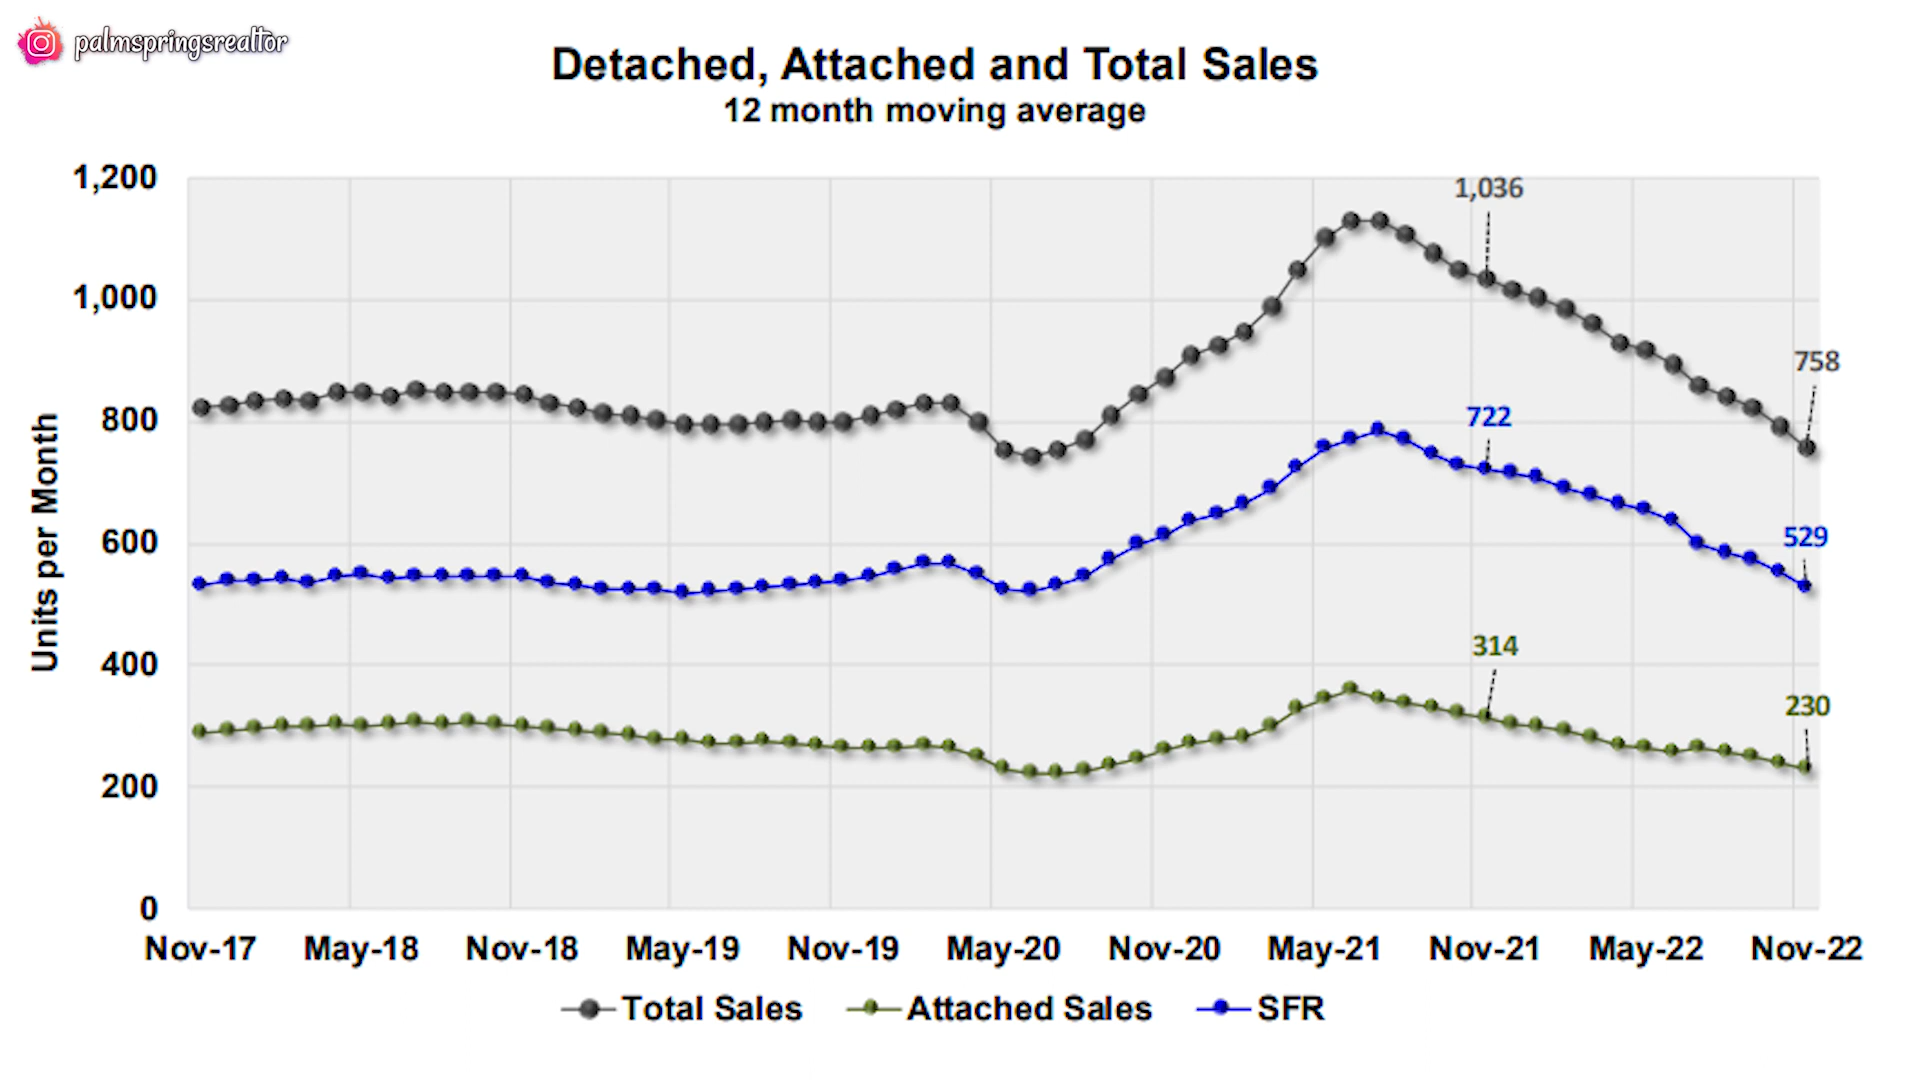 palmspringsrealtor
Detached, Attached and Total Sales
12 month moving average
Units per Month
1,200
1,000
800
600
400
200
0
1,036
758
722
529
314
230
Nov-17 May-18 Nov-18 May-19 Nov-19 May-20 Nov-20 May-21 Nov-21 May-22 Nov-22
Total Sales Attached Sales SFR